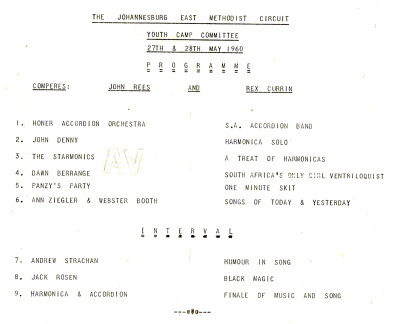 THE JOHANNESBURG EAST METHODIST CIRCUIT
YOUTH CAMP COMMITTEE
27TH & 28TH MAY 1960
PROGRAMME
COMPERES: JOHN REES AND REX CURRIN
1. HONER ACCORDION ORCHESTRA S.A. ACCORDION BAND
2. JOHN DENNY HARMONICA SOLO
3. THE STARMONICS A TREAT OF HARMONICAS
4. DAWN BERRANGE SOUTH AFRICA'S ONLY GIRL VENTRILOQUIST
5. PANZY'S PARTY ONE MINUTE SKIT
6. ANN ZIEGLER & WEBSTER BOOTH SONGS OF TODAY & YESTERDAY
AV
INTERVAL
7. ANDREW STRACHAN HUMOUR IN SONG
8. JACK ROSEN BLACK MAGIC
9. HARMONICA & ACCORDION FINALE OF MUSIC AND SONG